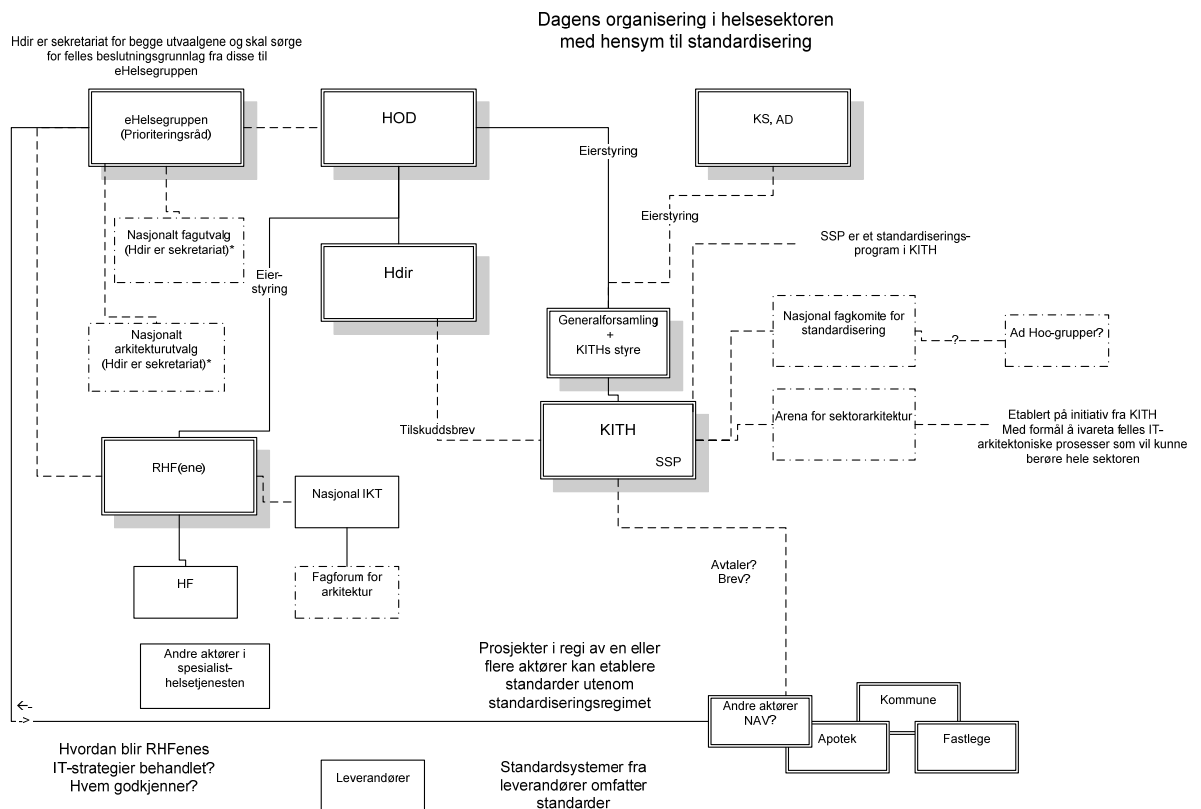 Dagens organisering i helsesektoren
med hensym til standardisering
Hdir er sekretariat for begge utvaalgene og skal sørge
for felles beslutningsgrunnlag fra disse til
eHelsegruppen
eHelsegruppen
(Prioriteringsråd)
HOD
KS, AD
Eierstyring
Eierstyring
Nasjonalt fagutvalg
(Hdir er sekretariat)*
Hdir
SSP er et standardiserings-
program i KITH
Eier-
styring
Nasjonalt
arkitekturutvalg
(Hdir er sekretariat)*
Generalforsamling
+
KITHs styre
Nasjonal fagkomite for
standardisering
?
Ad Hoo-grupper?
Tilskuddsbrev
KITH
SSP
Arena for sektorarkitektur
Etablert på initiativ fra KITH
Med formål å ivareta felles IT-
arkitektoniske prosesser som vil kunne
berøre hele sektoren
RHF(ene)
Nasjonal IKT
HF
Fagforum for
arkitektur
Avtaler?
Brev?
Andre aktører i
spesialist-
helsetjenesten
Prosjekter i regi av en eller
flere aktører kan etablere
standarder utenom
standardiseringsregimet
Andre aktører
NAV?
Kommune
Apotek
Fastlege
Hvordan blir RHFenes
IT-strategier behandlet?
Hvem godkjenner?
Leverandører
Standardsystemer fra
leverandører omfatter
standarder